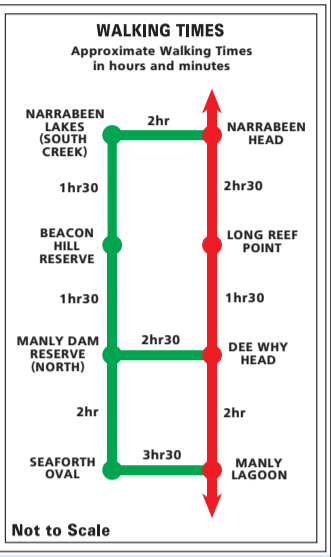 WALKING TIMES
Approximate Walking Times
in hours and minutes
NARRABEEN
LAKES
(SOUTH
CREEK)
2hr
NARRABEEN
HEAD
1hr30
2hr30
BEACON
HILL
RESERVE
LONG REEF
POINT
1hr30
1hr30
MANLY DAM
RESERVE
(NORTH)
2hr30
DEE WHY
HEAD
2hr
2hr
SEAFORTH
OVAL
3hr30
MANLY
LAGOON
Not to Scale